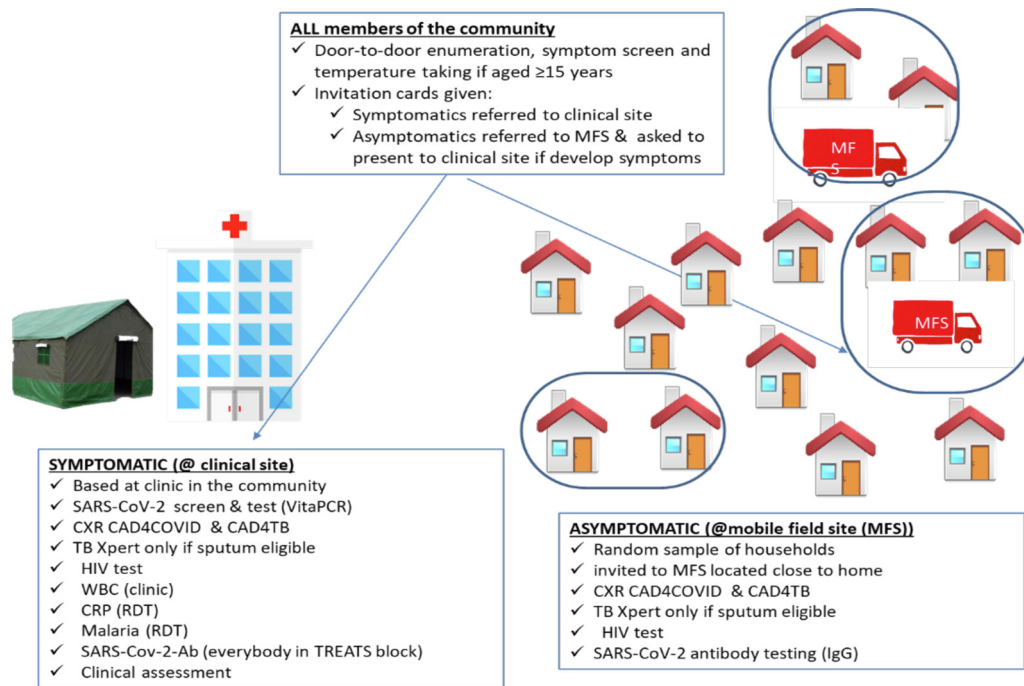 ALL members of the community
✓ Door-to-door enumeration, symptom screen and
temperature taking if aged ≥15 years
✓ Invitation cards given:
✓ Symptomatics referred to clinical site
✓ Asymptomatics referred to MFS & asked to
present to clinical site if develop symptoms
MF
S
MFS
SYMPTOMATIC (@ clinical site)
✓ Based at clinic in the community
✓ SARS-CoV-2 screen & test (VitaPCR)
✓ CXR CAD4COVID & CAD4TB
✓ TB Xpert only if sputum eligible
✓ HIV test
✓ WBC (clinic)
✓ CRP (RDT)
✓ Malaria (RDT)
✓ SARS-Cov-2-Ab (everybody in TREATS block)
✓ Clinical assessment
ASYMPTOMATIC (@mobile field site (MFS))
✓ Random sample of households
✓ invited to MFS located close to home
✓ CXR CAD4COVID & CAD4TB
✓ TB Xpert only if sputum eligible
✓ HIV test
✓ SARS-CoV-2 antibody testing (IgG)